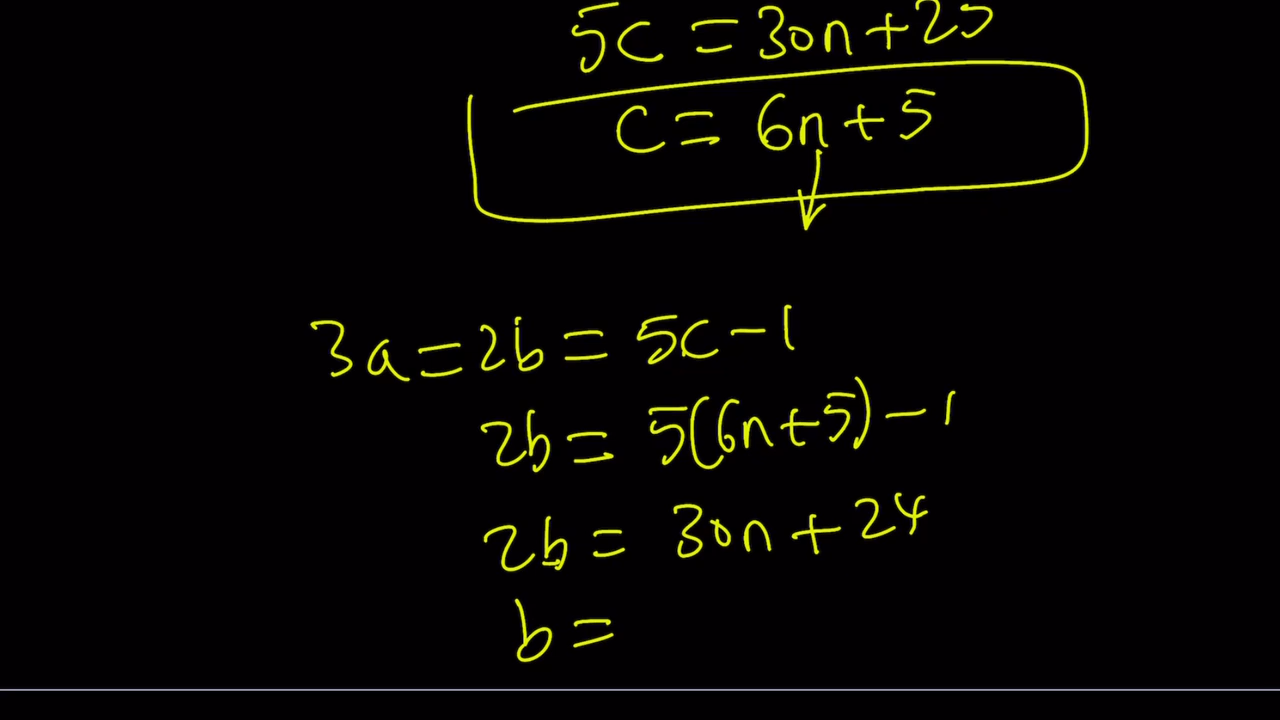 5c = 30n + 25
c = 6n + 5
3a = 2b = 5c - 1
2b = 5(6n + 5) - 1
2b = 30n + 24
b =